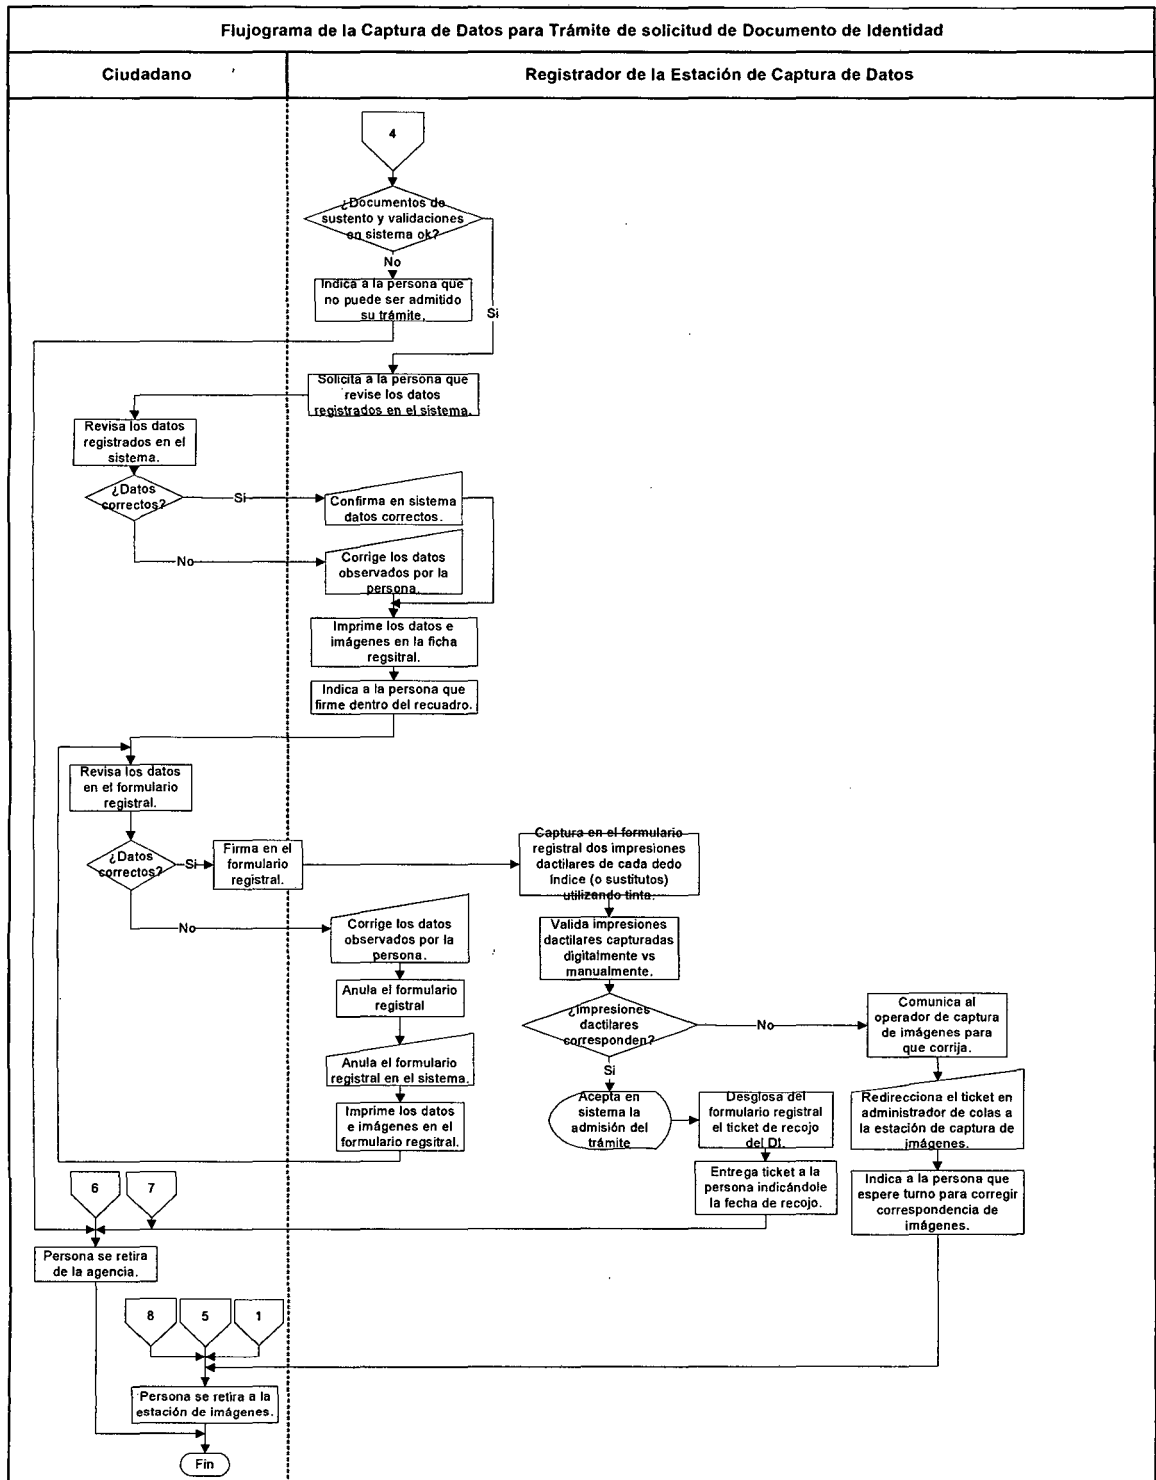 Flujograma de la Captura de Datos para Trámite de solicitud de Documento de Identidad
Ciudadano
Registrador de la Estación de Captura de Datos
4
¿Documentos de
sustento y validaciones
en sistema ok?
No
Si
Indica a la persona que
no puede ser admitido
su trámite.
Solicita a la persona que
revise los datos
registrados en el sistema.
Revisa los datos
registrados en el
sistema.
¿Datos
correctos?
Si
Confirma en sistema
datos correctos.
No
Corrige los datos
observados por la
persona.
Imprime los datos e
imágenes en la ficha
regsitral.
Indica a la persona que
firme dentro del recuadro.
Revisa los datos
en el formulario
registral.
¿Datos
correctos?
Si
Firma en el
formulario
registral.
Captura en el formulario
registral dos impresiones
dactilares de cada dedo
índice (o sustitutos)
utilizando tinta.
No
Corrige los datos
observados por la
persona.
Valida impresiones
dactilares capturadas
digitalmente vs
manualmente.
Anula el formulario
registral
¿Impresiones
dactilares
corresponden?
No
Comunica al
operador de captura
de imágenes para
que corrija.
Anula el formulario
registral en el sistema.
Si
Imprime los datos
e imágenes en el
formulario regsitral.
Acepta en
sistema la
admisión del
trámite
Desglosa del
formulario registral
el ticket de recojo
del DI.
Redirecciona el ticket en
administrador de colas a
la estación de captura de
imágenes.
Entrega ticket a la
persona indicándole
la fecha de recojo.
Indica a la persona que
espere turno para corregir
correspondencia de
imágenes.
6
7
Persona se retira
de la agencia.
8
5
1
Persona se retira a la
estación de imágenes.
Fin